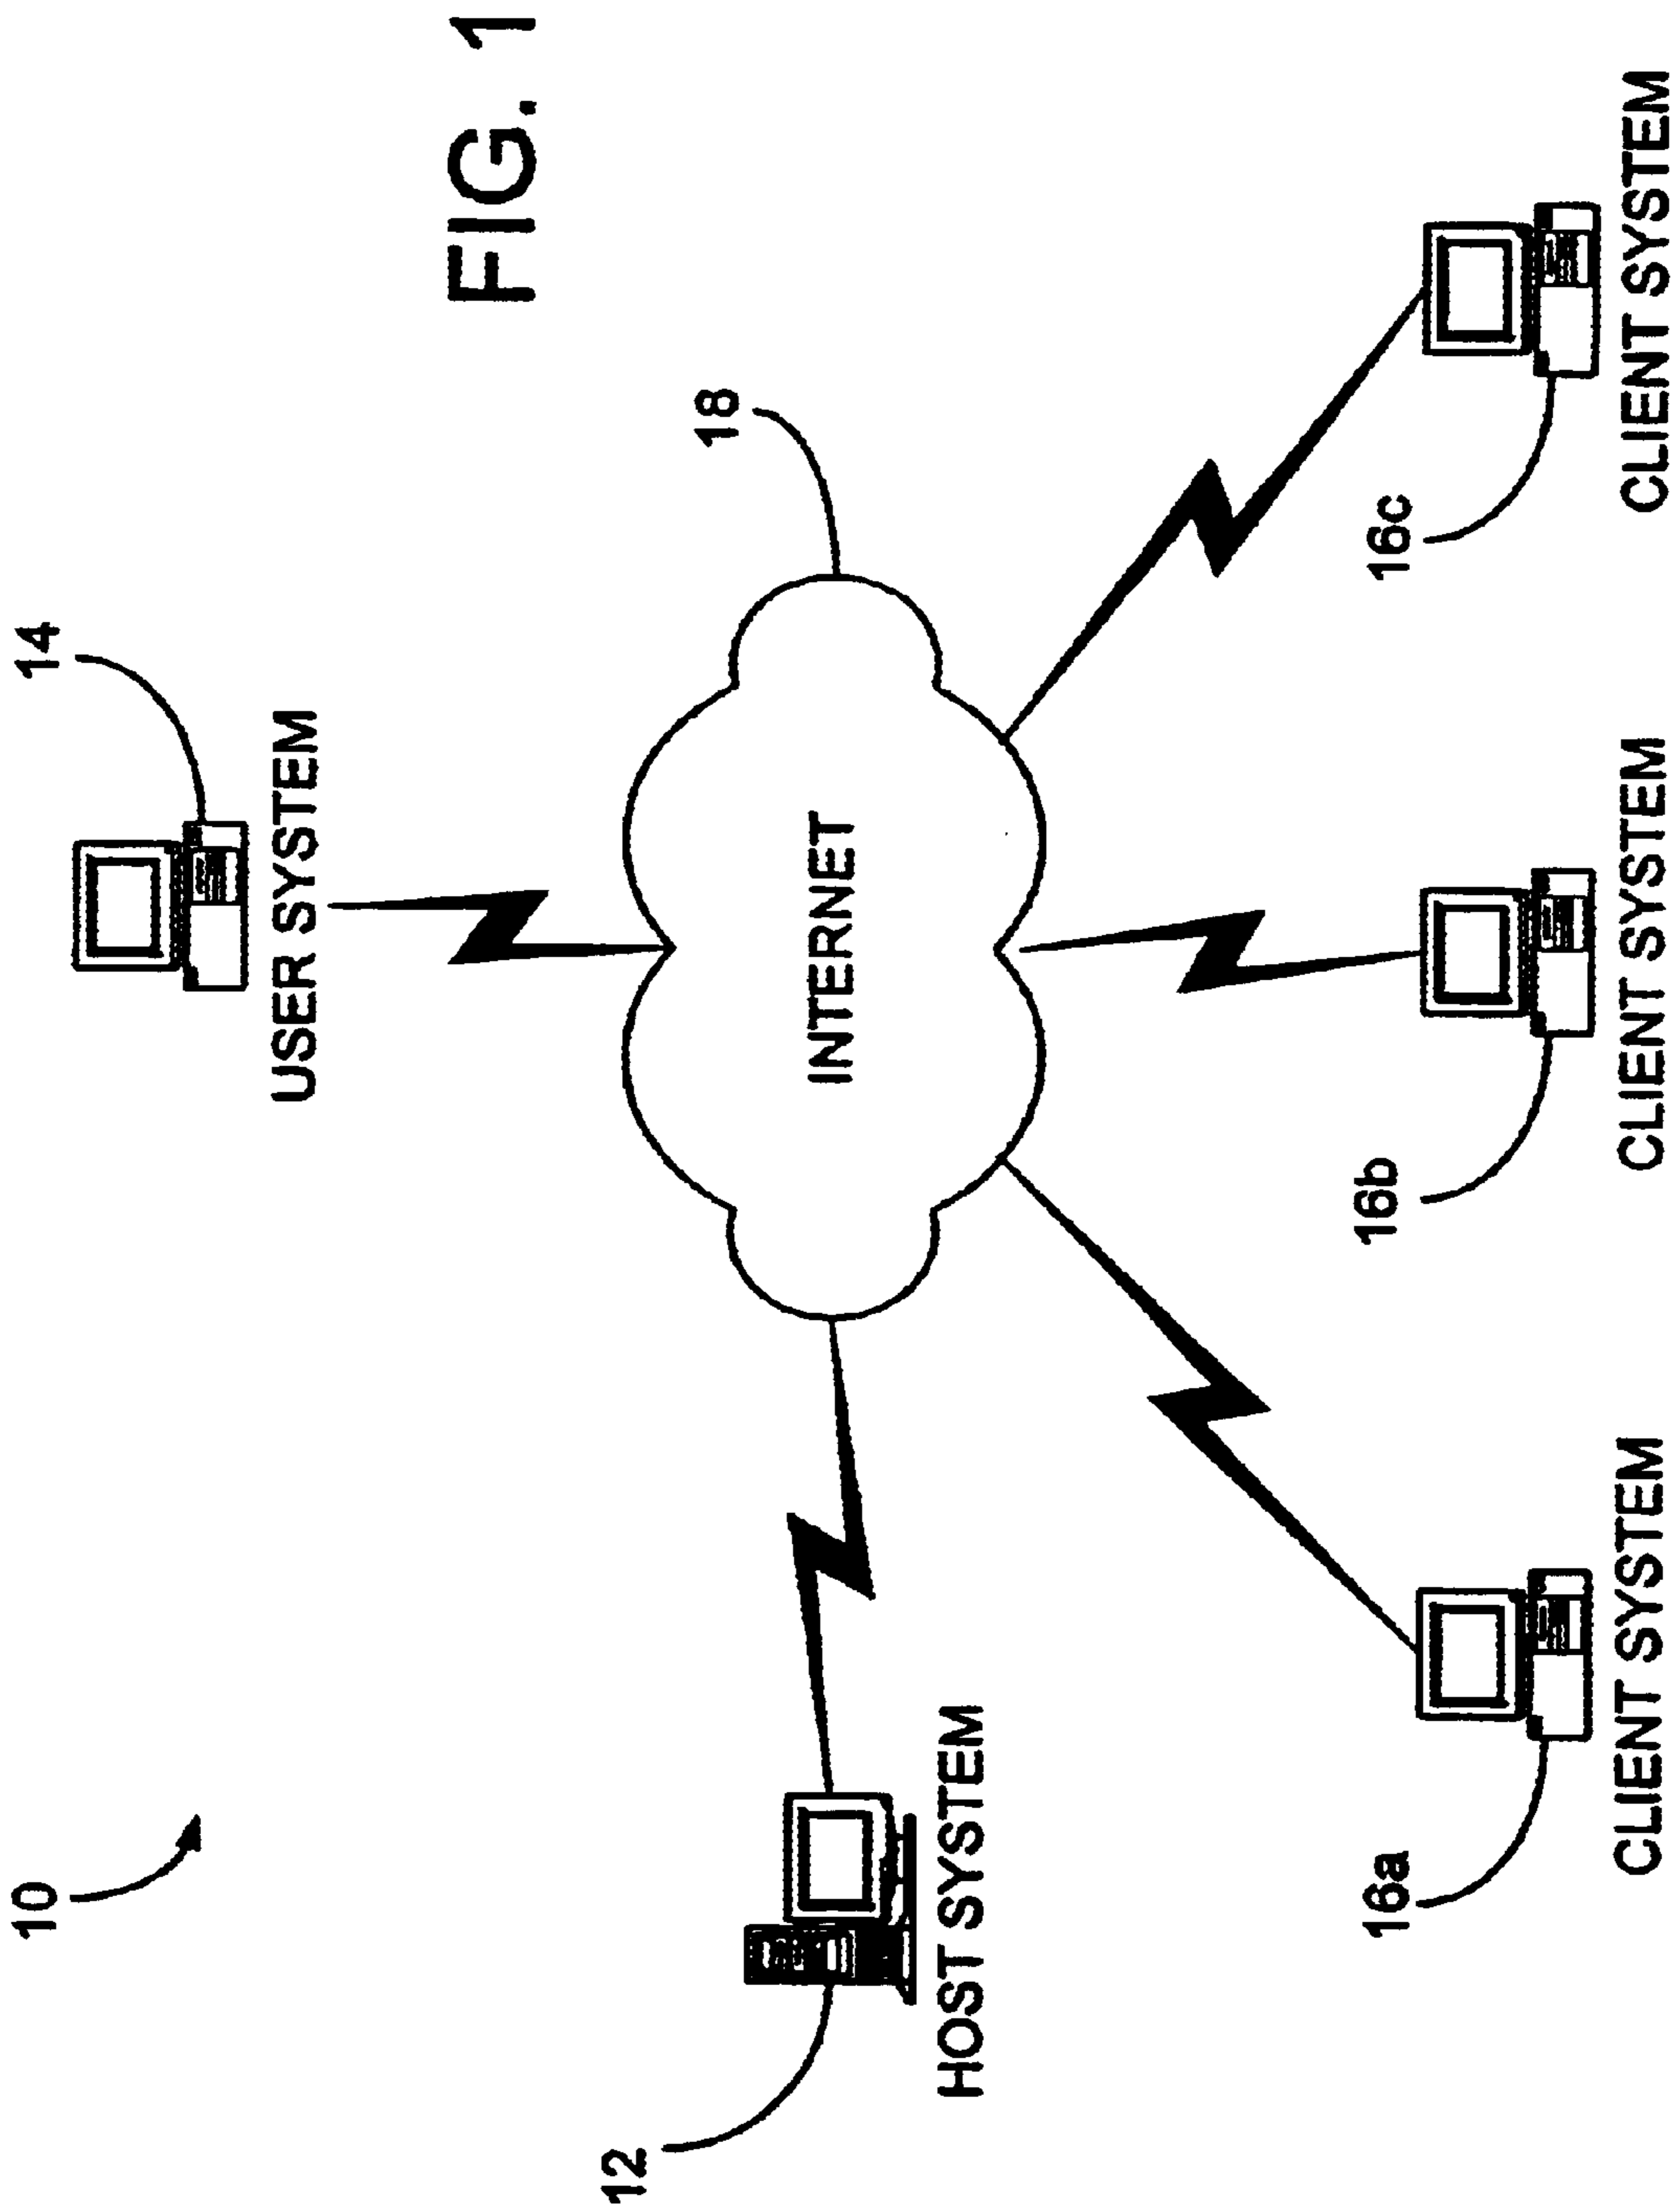 10
14
USER SYSTEM
FIG. 1
12
HOST SYSTEM
INTERNET
18
16a
CLIENT SYSTEM
16b
CLIENT SYSTEM
16c
CLIENT SYSTEM